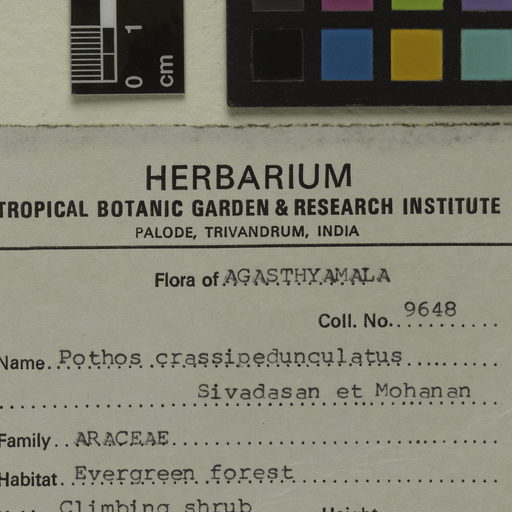 0 1
cm
HERBARIUM
TROPICAL BOTANIC GARDEN & RESEARCH INSTITUTE
PALODE, TRIVANDRUM, INDIA
Flora of AGASTHYAMALA
Coll. No. 9648
Name Pothos crassipedunculatus
Sivadasan et Mohanan
Family ARACEAE
Habitat Evergreen forest
Climbing shrub Height